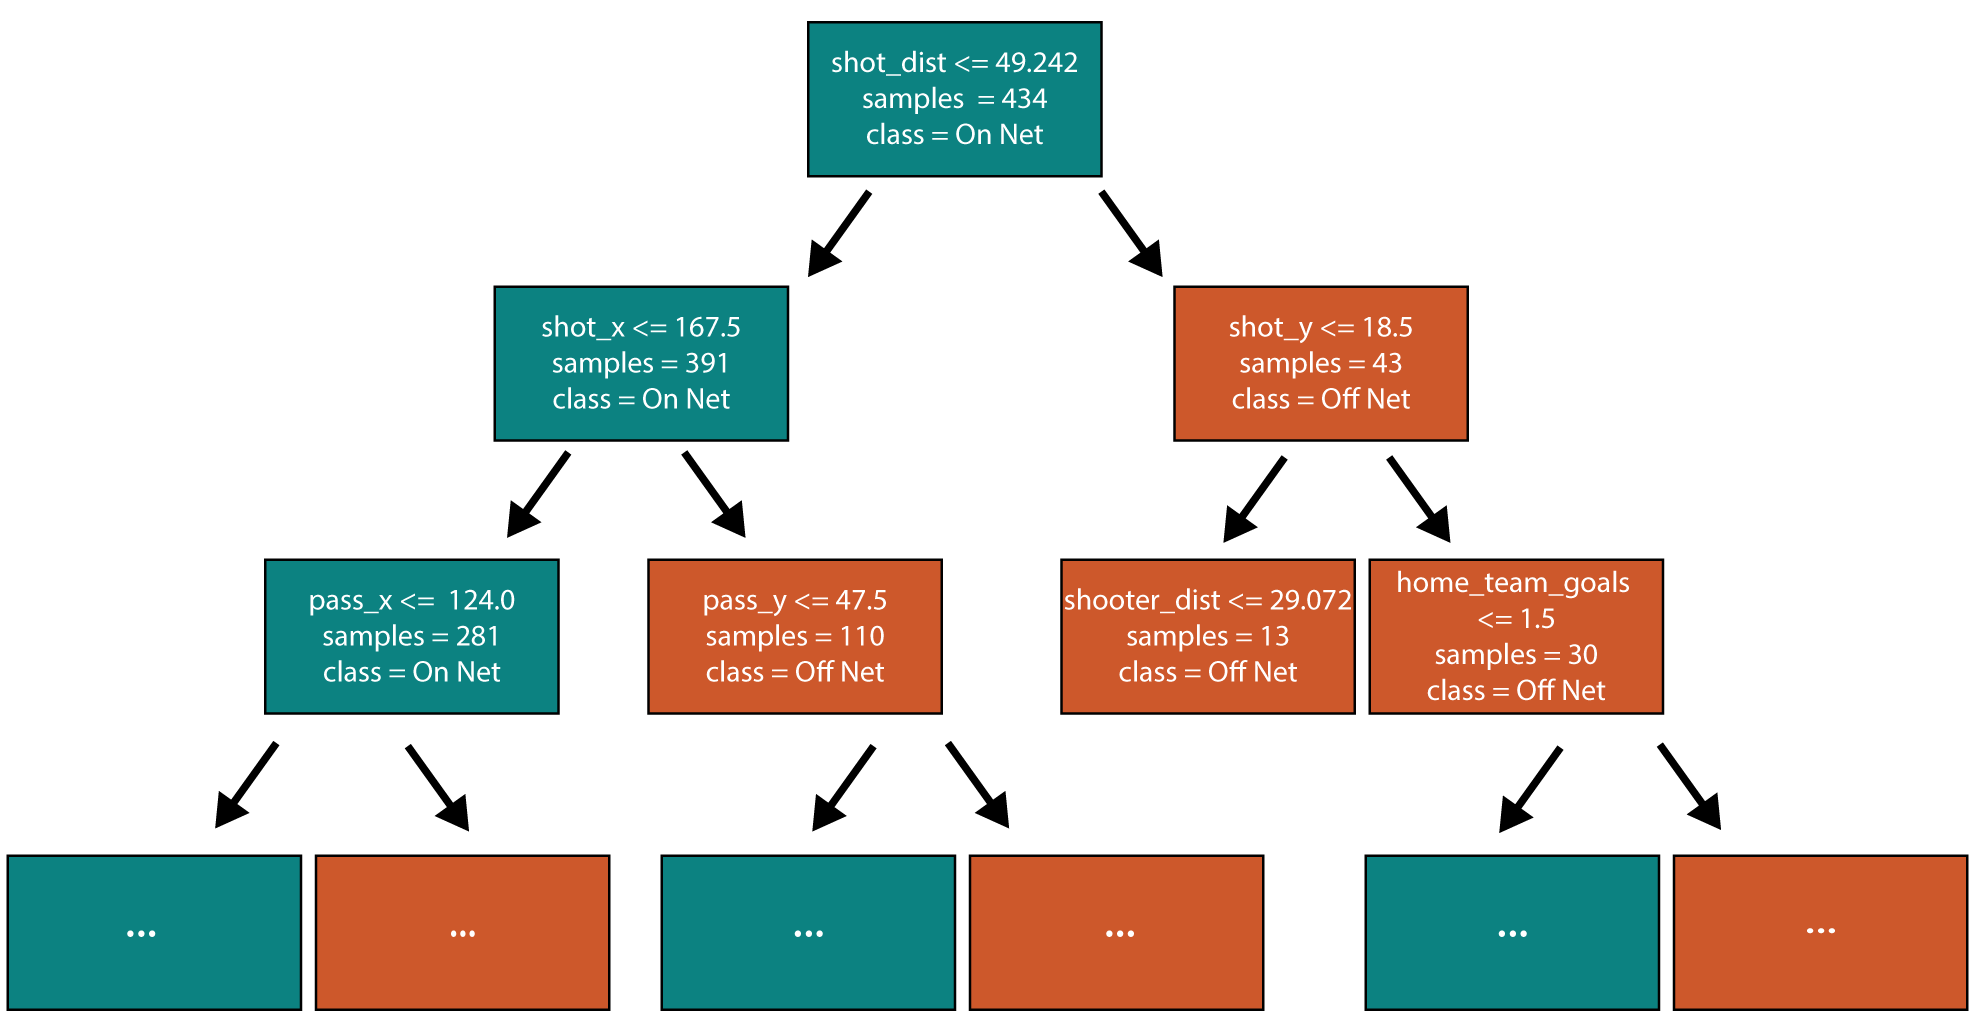 shot_dist <= 49.242
samples  = 434
class = On Net
shot_x <= 167.5
samples = 391
class = On Net
shot_y <= 18.5
samples = 43
class = Off Net
pass_x <=  124.0
samples = 281
class = On Net
pass_y <= 47.5
samples = 110
class = Off Net
shooter_dist <= 29.072
samples = 13
class = Off Net
home_team_goals
<= 1.5
samples = 30
class = Off Net
...
...
...
...
...
...